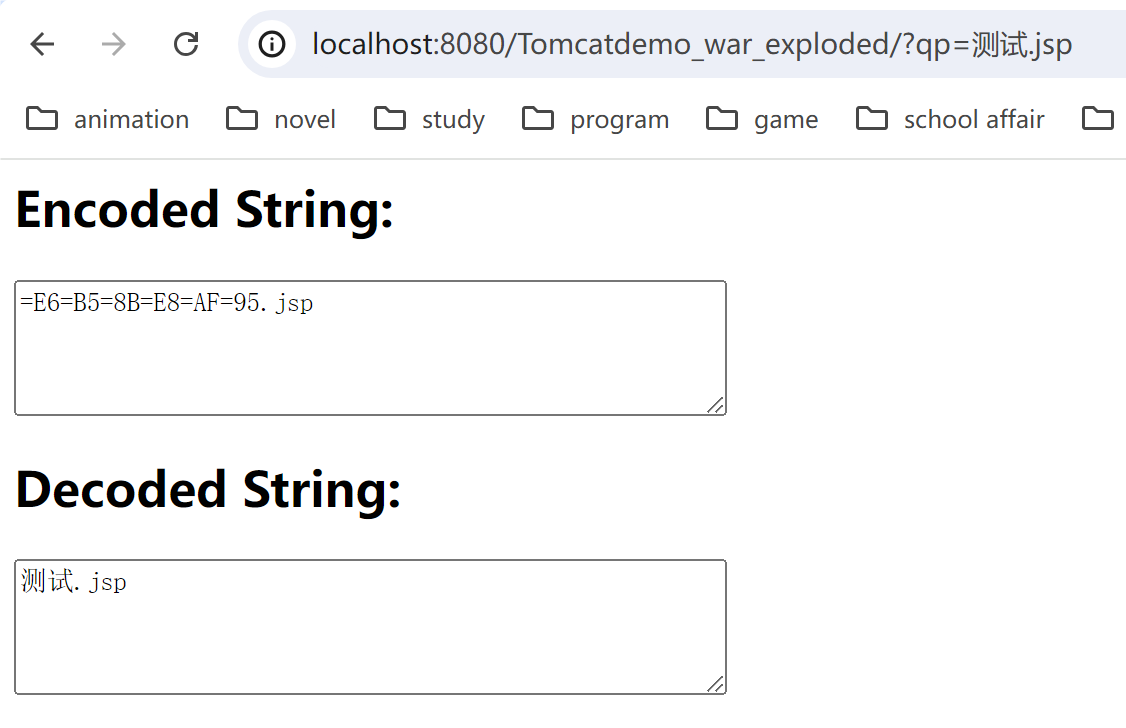 localhost:8080/Tomcatdemo_war_exploded/?qp=测试.jsp
animation novel study program game school affair
Encoded String:
=E6=B5=8B=E8=AF=95.jsp
Decoded String:
测试.jsp